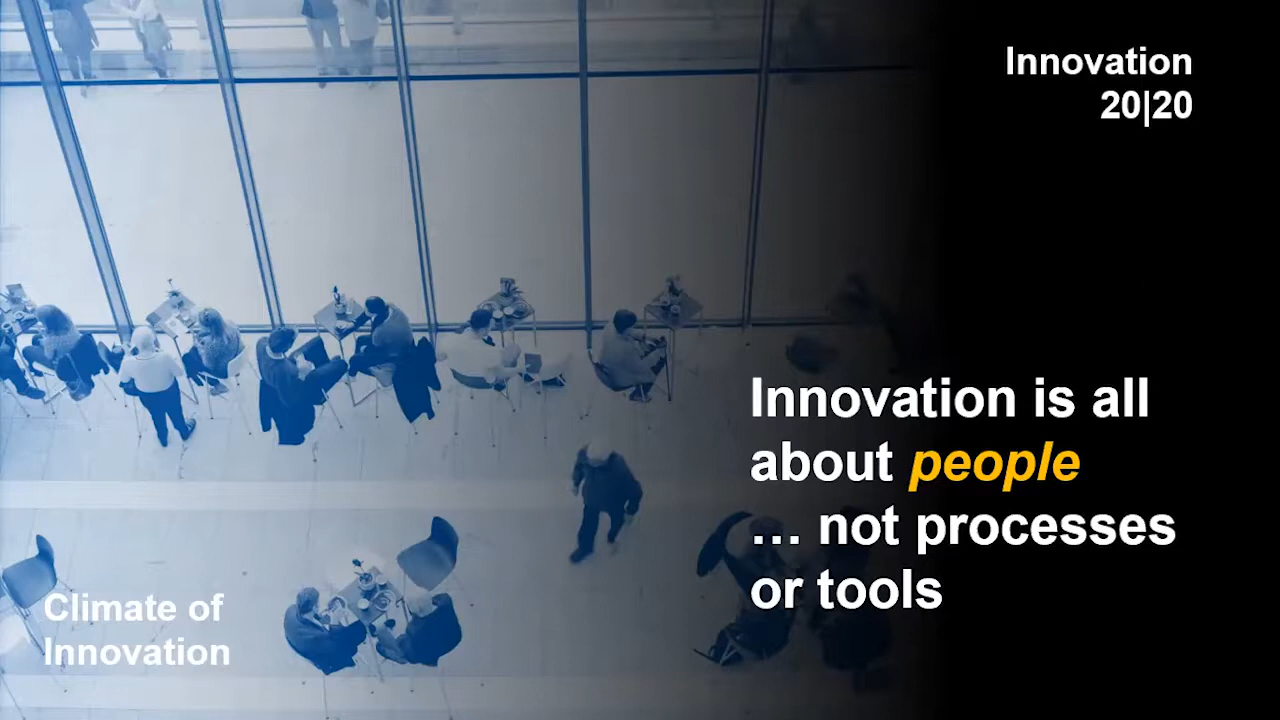 Innovation
20|20
Innovation is all
about people
… not processes
or tools
Climate of
Innovation